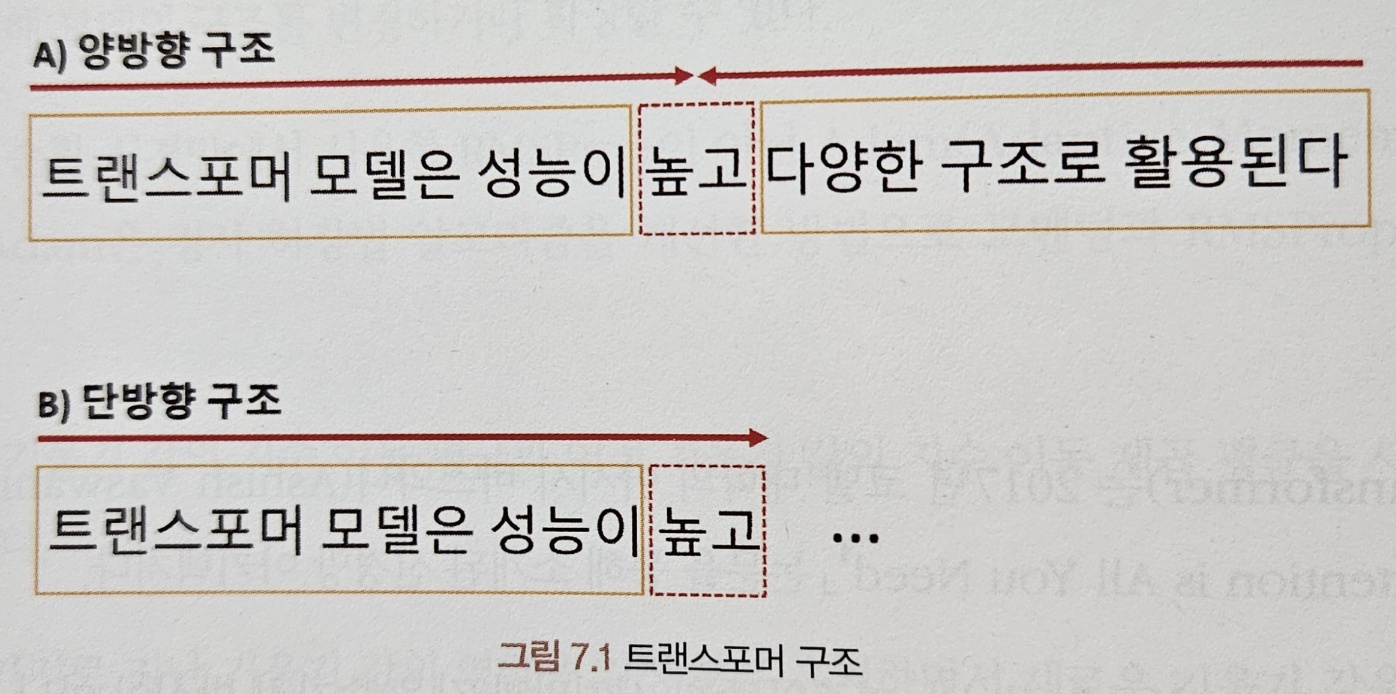 A) 양방향 구조
트랜스포머 모델은 성능이 높고 다양한 구조로 활용된다
B) 단방향 구조
트랜스포머 모델은 성능이 높고 ...
그림 7.1 트랜스포머 구조